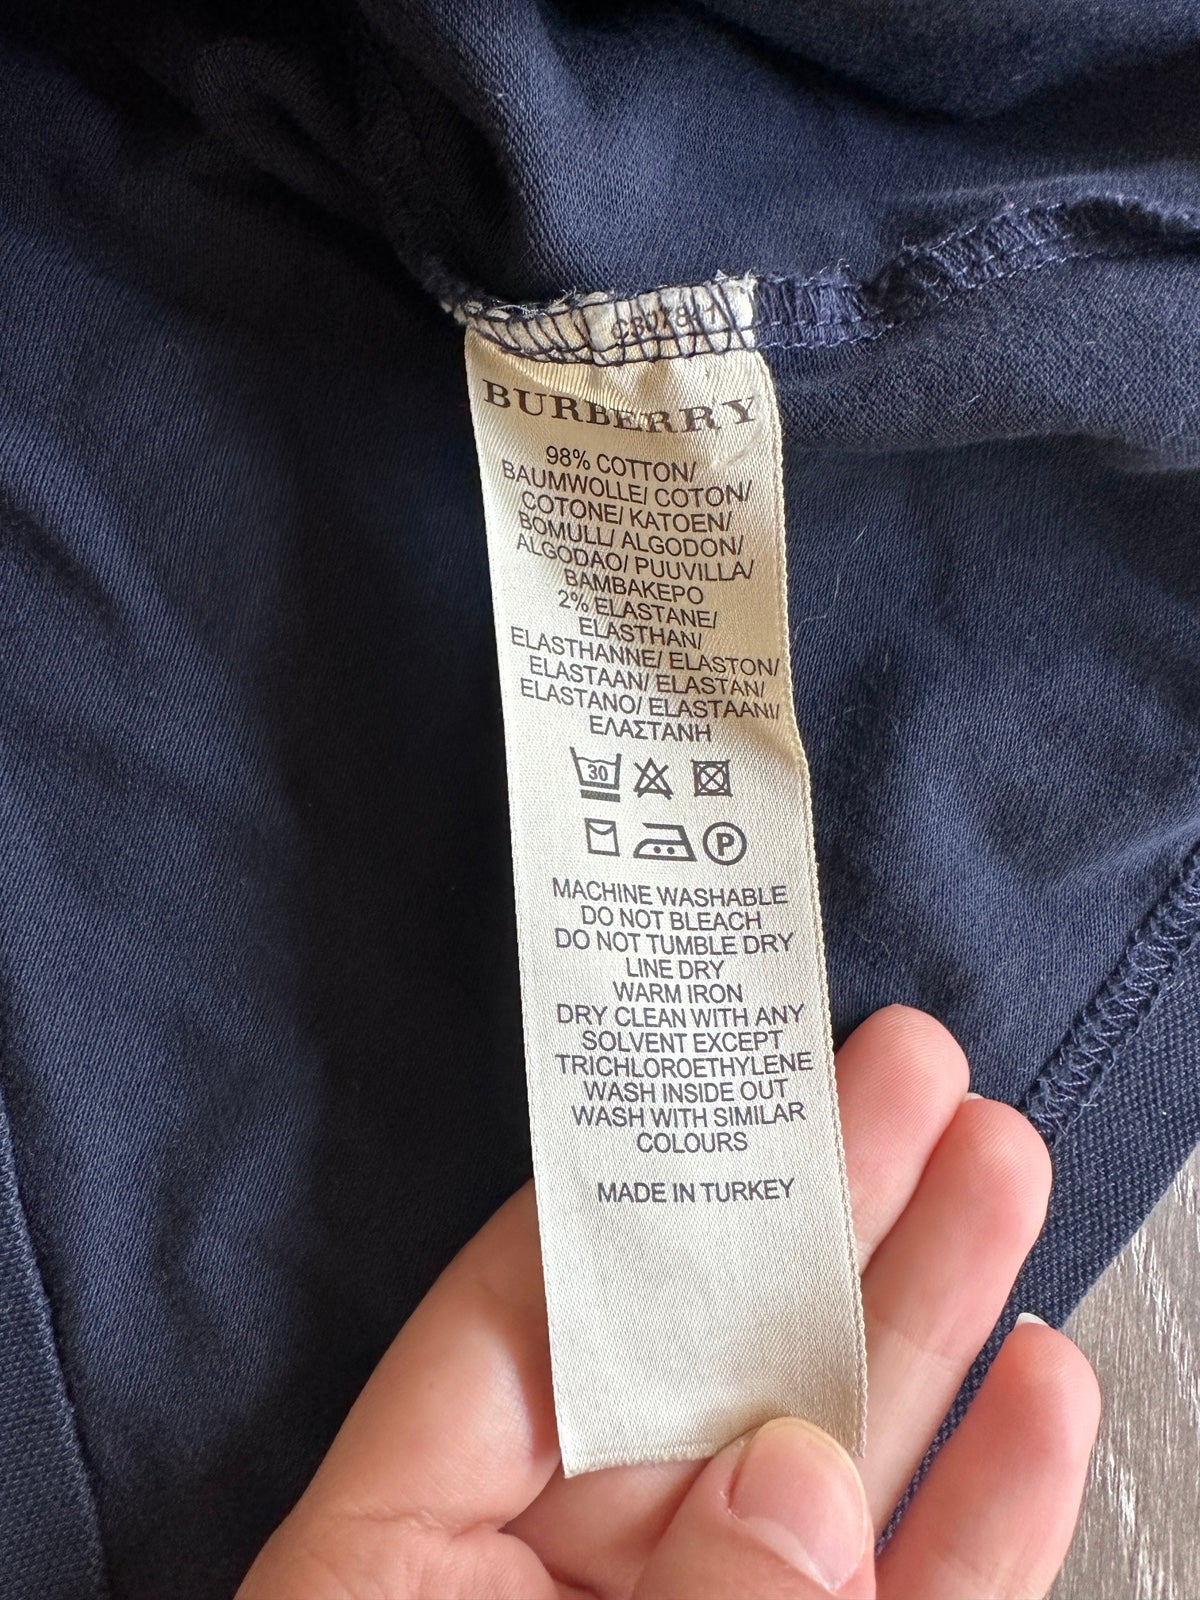 BURBERRY
98% COTTON/
BAUMWOLLE/ COTON/
COTONE/ KATOEN/
BOMULL/ ALGODON/
ALGODAO/ PUUVILLA/
ΒΑΜΒΑΚΕΡΟ
2% ELASTANE/
ELASTHAN/
ELASTHANNE/ ELASTON/
ELASTAAN/ ELASTAN/
ELASTANO/ ELASTAANI/
ΕΛΑΣΤΑΝΗ
30
P
MACHINE WASHABLE
DO NOT BLEACH
DO NOT TUMBLE DRY
LINE DRY
WARM IRON
DRY CLEAN WITH ANY
SOLVENT EXCEPT
TRICHLOROETHYLENE
WASH INSIDE OUT
WASH WITH SIMILAR
COLOURS
MADE IN TURKEY